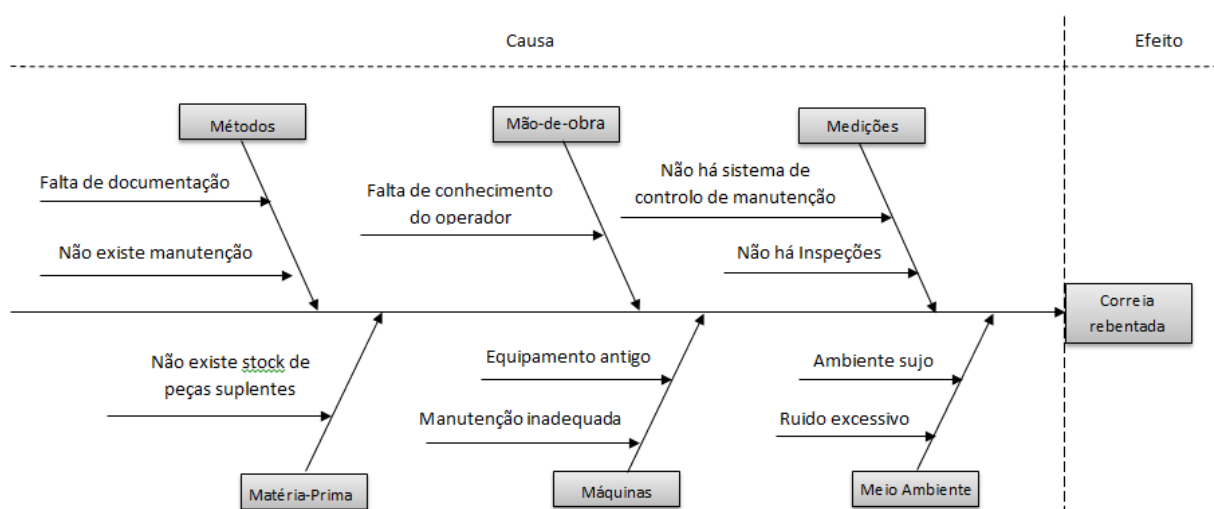 Causa
Efeito
Métodos
Mão-de-obra
Medições
Falta de documentação
Não existe manutenção
Falta de conhecimento
do operador
Não há sistema de
controlo de manutenção
Não há Inspeções
Correia
rebentada
Não existe stock de
peças suplentes
Equipamento antigo
Manutenção inadequada
Ambiente sujo
Ruido excessivo
Matéria-Prima
Máquinas
Meio Ambiente